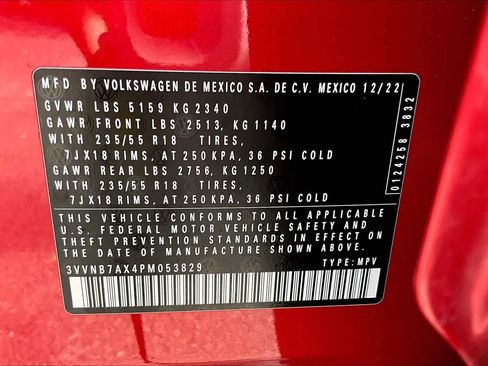 MFD BY VOLKSWAGEN DE MEXICO S.A. DE C.V. MEXICO 12/22
GVWR LBS 5159 KG 2340
GAWR FRONT LBS 2513, KG 1140
WITH 235/55 R18 TIRES,
7JX18 RIMS, AT 250 KPA, 36 PSI COLD
GAWR REAR LBS 2756, KG 1250
WITH 235/55 R18 TIRES,
7JX18 RIMS, AT 250 KPA, 36 PSI COLD
THIS VEHICLE CONFORMS TO ALL APPLICABLE
U.S. FEDERAL MOTOR VEHICLE SAFETY AND
THEFT PREVENTION STANDARDS IN EFFECT ON
THE DATE OF MANUFACTURE SHOWN ABOVE.
3VVNB7AX4PM053829 TYPE: MPV
0124258 3832